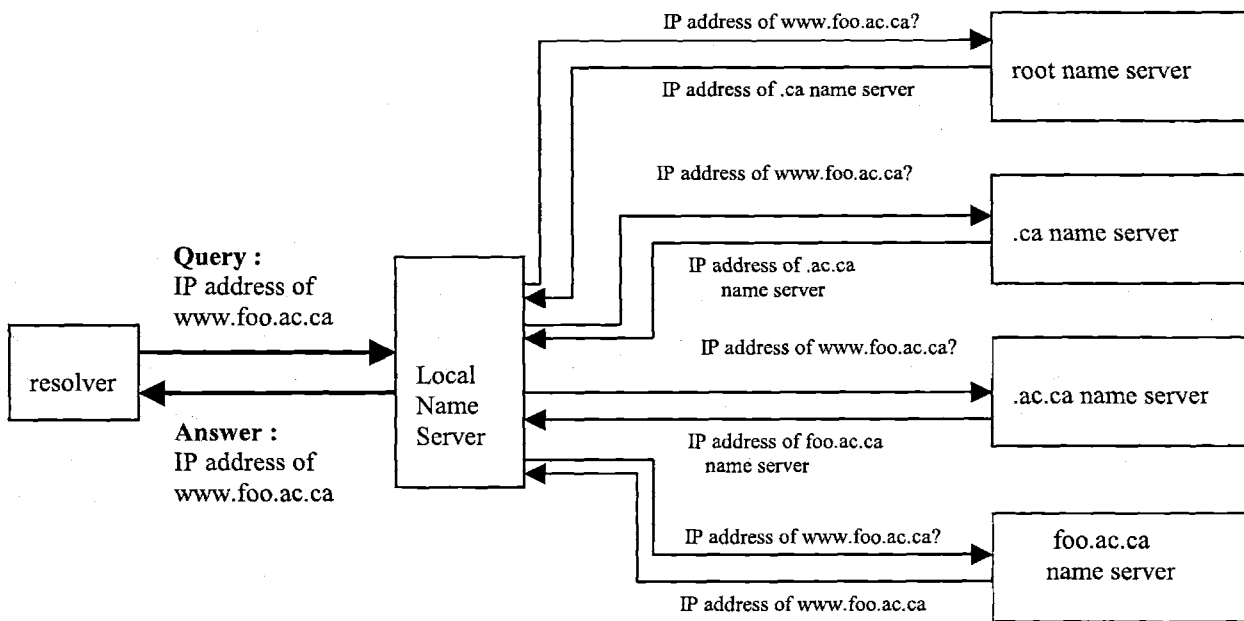 IP address of www.foo.ac.ca?
root name server
IP address of .ca name server
IP address of www.foo.ac.ca?
.ca name server
IP address of .ac.ca
name server
Query :
IP address of
www.foo.ac.ca
resolver
Local
Name
Server
Answer :
IP address of
www.foo.ac.ca
IP address of www.foo.ac.ca?
.ac.ca name server
IP address of foo.ac.ca
name server
IP address of www.foo.ac.ca?
foo.ac.ca
name server
IP address of www.foo.ac.ca